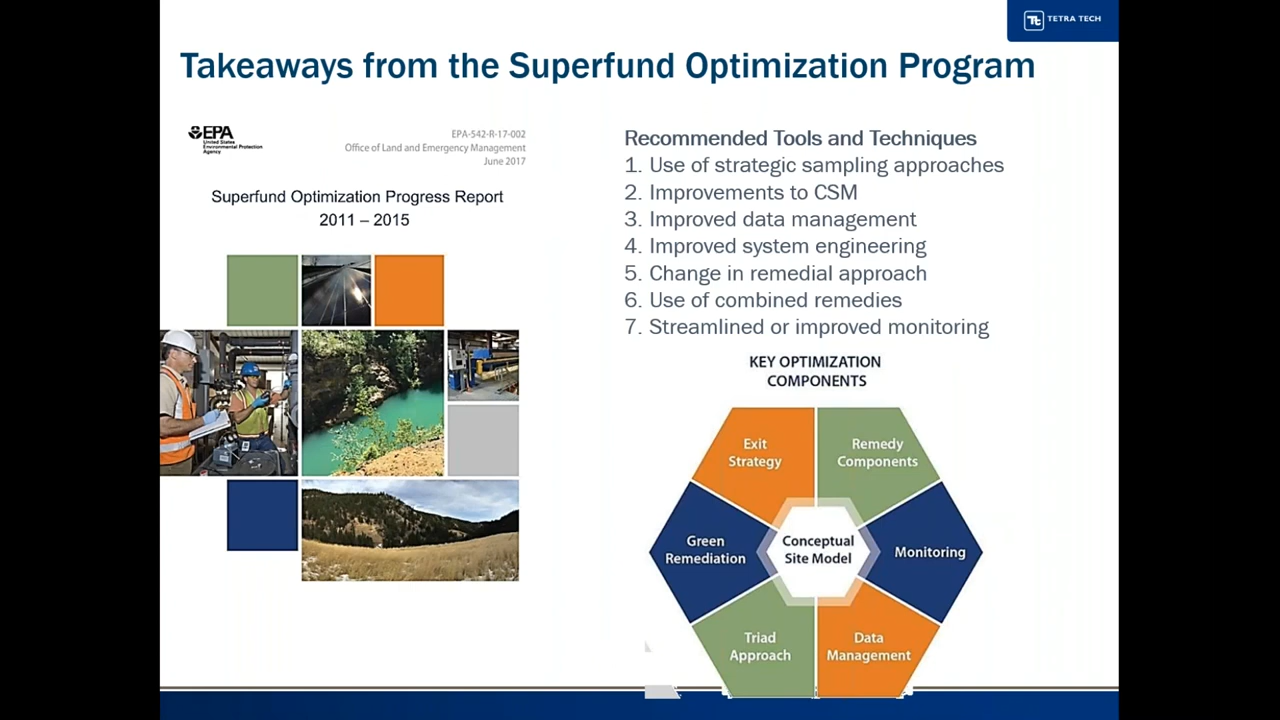 TETRA TECH
Takeaways from the Superfund Optimization Program
EPA
United States
Environmental Protection
Agency
EPA-542-R-17-002
Office of Land and Emergency Management
June 2017
Superfund Optimization Progress Report
2011 – 2015
Recommended Tools and Techniques
1. Use of strategic sampling approaches
2. Improvements to CSM
3. Improved data management
4. Improved system engineering
5. Change in remedial approach
6. Use of combined remedies
7. Streamlined or improved monitoring
KEY OPTIMIZATION
COMPONENTS
Exit
Strategy
Remedy
Components
Green
Remediation
Conceptual
Site Model
Monitoring
Triad
Approach
Data
Management